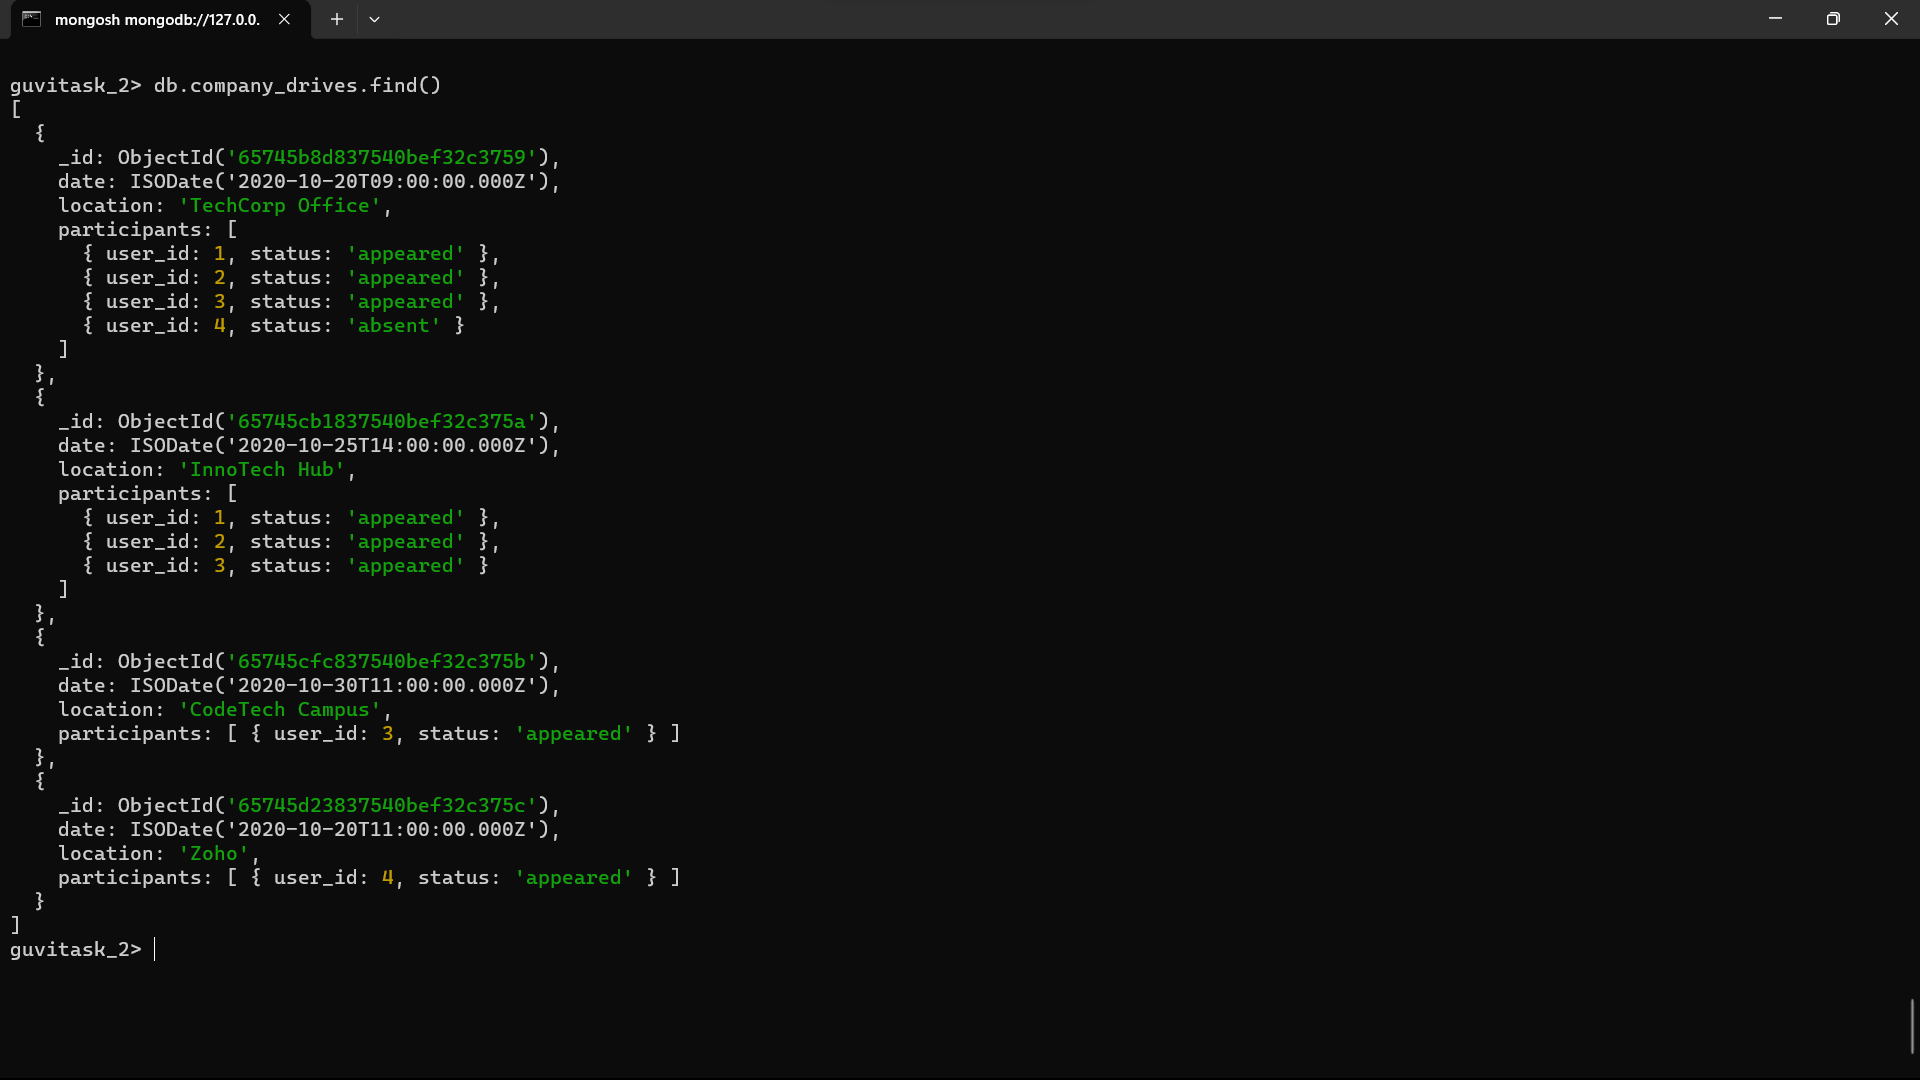 mongosh mongodb://127.0.0.
guvitask_2> db.company_drives.find()
[
  {
    _id: ObjectId('65745b8d837540bef32c3759'),
    date: ISODate('2020-10-20T09:00:00.000Z'),
    location: 'TechCorp Office',
    participants: [
      { user_id: 1, status: 'appeared' },
      { user_id: 2, status: 'appeared' },
      { user_id: 3, status: 'appeared' },
      { user_id: 4, status: 'absent' }
    ]
  },
  {
    _id: ObjectId('65745cb1837540bef32c375a'),
    date: ISODate('2020-10-25T14:00:00.000Z'),
    location: 'InnoTech Hub',
    participants: [
      { user_id: 1, status: 'appeared' },
      { user_id: 2, status: 'appeared' },
      { user_id: 3, status: 'appeared' }
    ]
  },
  {
    _id: ObjectId('65745cfc837540bef32c375b'),
    date: ISODate('2020-10-30T11:00:00.000Z'),
    location: 'CodeTech Campus',
    participants: [ { user_id: 3, status: 'appeared' } ]
  },
  {
    _id: ObjectId('65745d23837540bef32c375c'),
    date: ISODate('2020-10-20T11:00:00.000Z'),
    location: 'Zoho',
    participants: [ { user_id: 4, status: 'appeared' } ]
  }
]
guvitask_2>